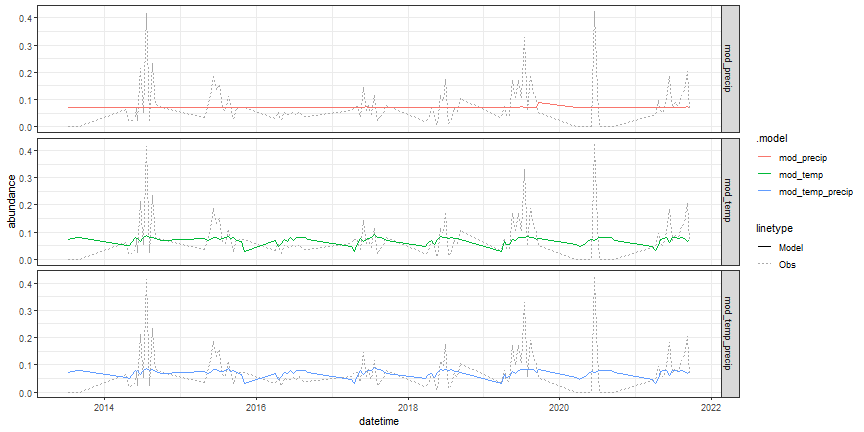 0.4
0.3
0.2
0.1
0.0
mod_precip
0.4
0.3
0.2
0.1
0.0
mod_temp
0.4
0.3
0.2
0.1
0.0
mod_temp_precip
abundance
2014
2016
2018
2020
2022
datetime
.model
mod_precip
mod_temp
mod_temp_precip
linetype
Model
Obs